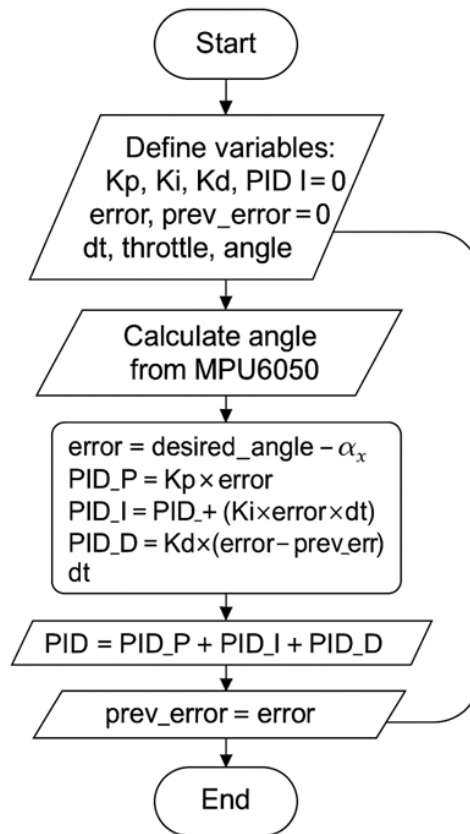 Start
Define variables:
Kp, Ki, Kd, PID I=0
error, prev_error=0
dt, throttle, angle
Calculate angle
from MPU6050
error = desired_angle – αₓ
PID_P = Kp × error
PID_I = PID_+ (Ki×error×dt)
PID_D = Kd×(error– prev_err)
dt
PID = PID_P + PID_I + PID_D
prev_error = error
End